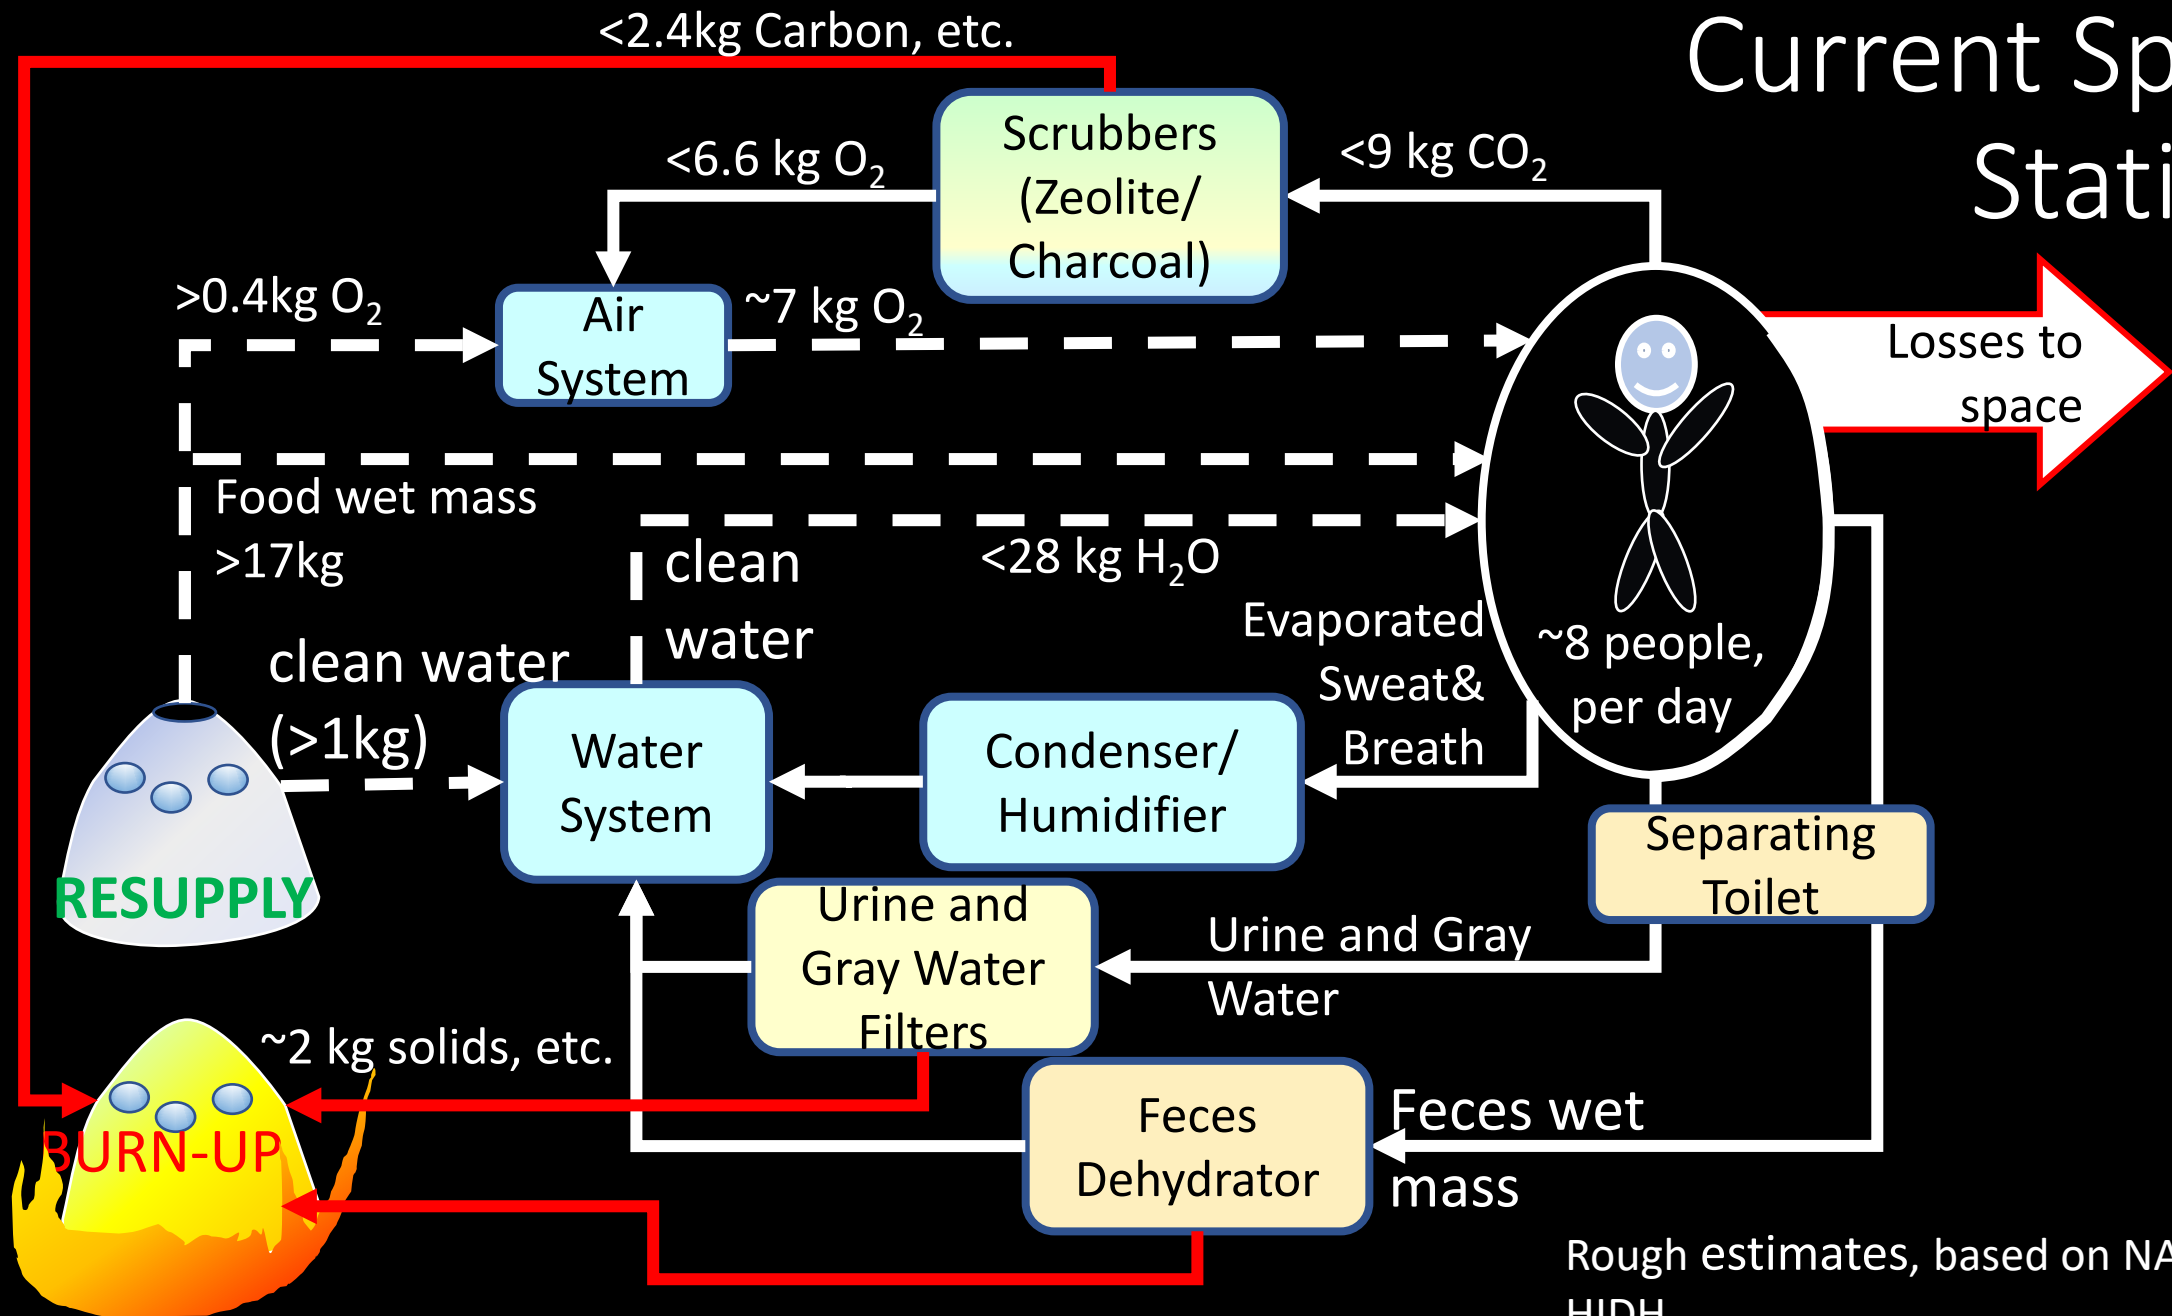 <2.4kg Carbon, etc.
Current Sp
Stati
Scrubbers
(Zeolite/
Charcoal)
<6.6 kg O₂
<9 kg CO₂
>0.4kg O₂
Air
System
~7 kg O₂
Losses to
space
Food wet mass
>17kg
clean
water
<28 kg H₂O
Evaporated
Sweat&
Breath
~8 people,
per day
clean water
(>1kg)
Water
System
Condenser/
Humidifier
Separating
Toilet
RESUPPLY
Urine and
Gray Water
Filters
Urine and Gray
Water
~2 kg solids, etc.
BURN-UP
Feces
Dehydrator
Feces wet
mass
Rough estimates, based on NA
HIDH